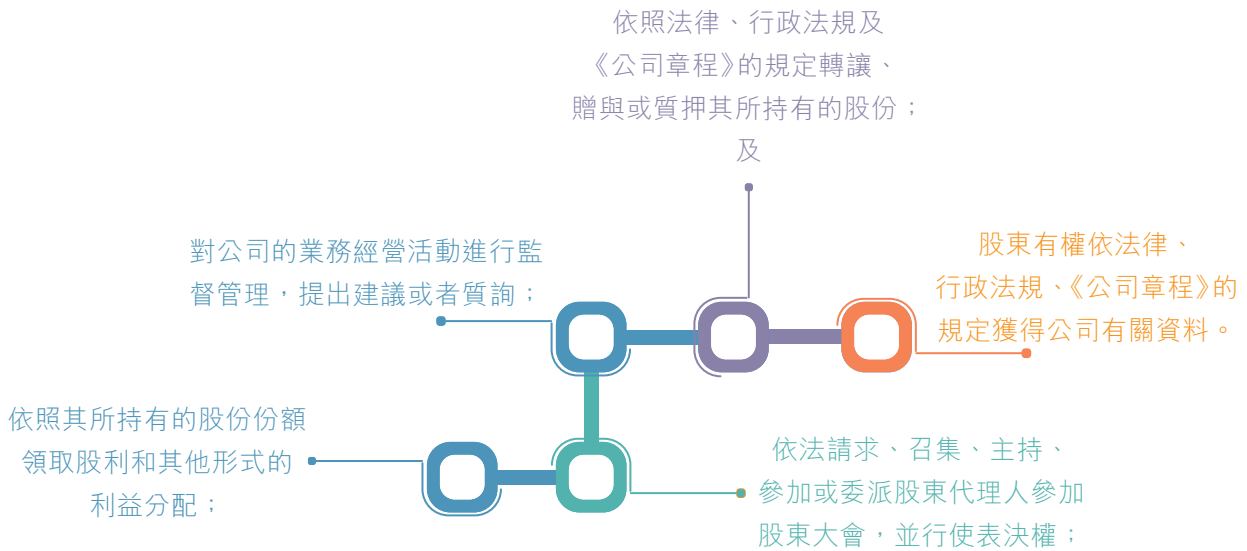 依照法律、行政法規及
《公司章程》的規定轉讓、
贈與或質押其所持有的股份；
及
對公司的業務經營活動進行監
督管理，提出建議或者質詢；
股東有權依法律、
行政法規、《公司章程》的
規定獲得公司有關資料。
依照其所持有的股份份額
領取股利和其他形式的
利益分配；
依法請求、召集、主持、
參加或委派股東代理人參加
股東大會，並行使表決權；